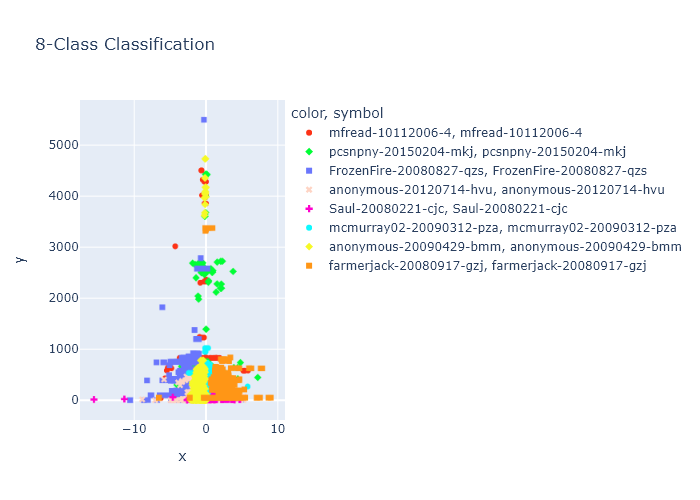 8-Class Classification
color, symbol
mfread-10112006-4, mfread-10112006-4
pcsnpny-20150204-mkj, pcsnpny-20150204-mkj
FrozenFire-20080827-qzs, FrozenFire-20080827-qzs
anonymous-20120714-hvu, anonymous-20120714-hvu
Saul-20080221-cjc, Saul-20080221-cjc
mcmurray02-20090312-pza, mcmurray02-20090312-pza
anonymous-20090429-bmm, anonymous-20090429-bmm
farmerjack-20080917-gzj, farmerjack-20080917-gzj
y
5000
4000
3000
2000
1000
0
−10
0
10
x